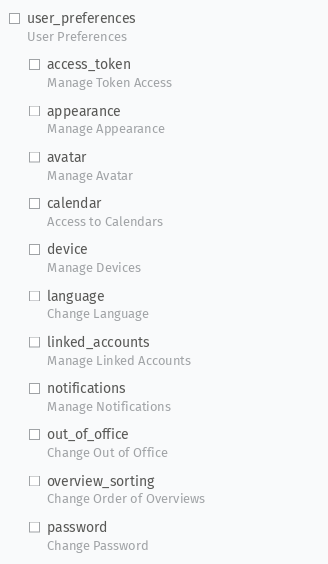 user_preferences
User Preferences
access_token
Manage Token Access
appearance
Manage Appearance
avatar
Manage Avatar
calendar
Access to Calendars
device
Manage Devices
language
Change Language
linked_accounts
Manage Linked Accounts
notifications
Manage Notifications
out_of_office
Change Out of Office
overview_sorting
Change Order of Overviews
password
Change Password